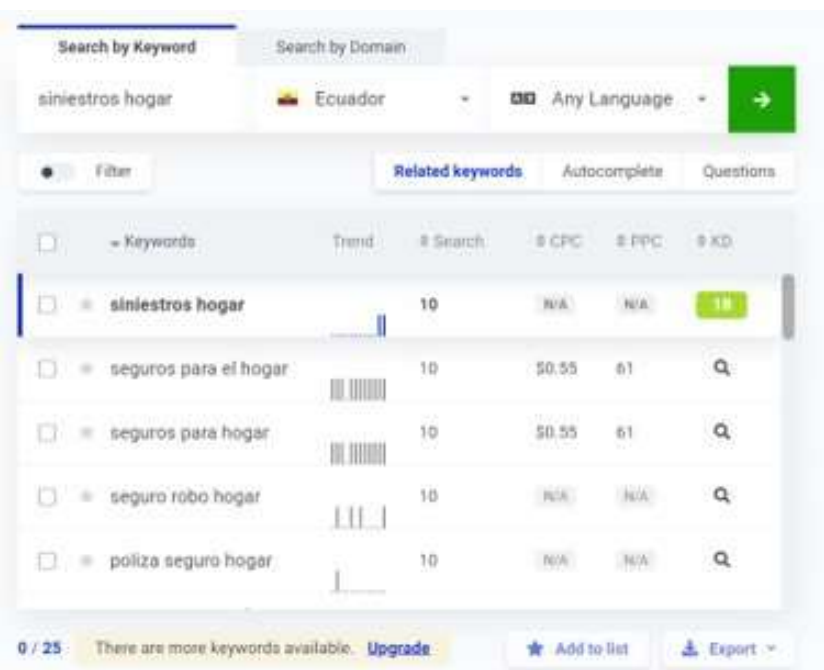 Search by Keyword Search by Domain
siniestros hogar Ecuador Any Language
Filter Related keywords Autocomplete Questions
Keywords Trend Search CPC PPC KD
siniestros hogar 10 N/A N/A 18
seguros para el hogar 10 $0.55 61
seguros para hogar 10 $0.55 61
seguro robo hogar 10 N/A N/A
poliza seguro hogar 10 N/A N/A
0 / 25 There are more keywords available. Upgrade Add to list Export